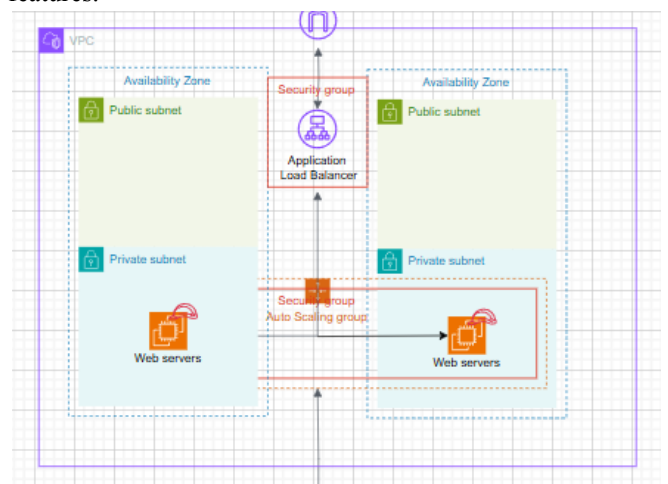 features.
VPC
Availability Zone
Availability Zone
Security group
Public subnet
Public subnet
Application
Load Balancer
Private subnet
Private subnet
Security group
Auto Scaling group
Web servers
Web servers